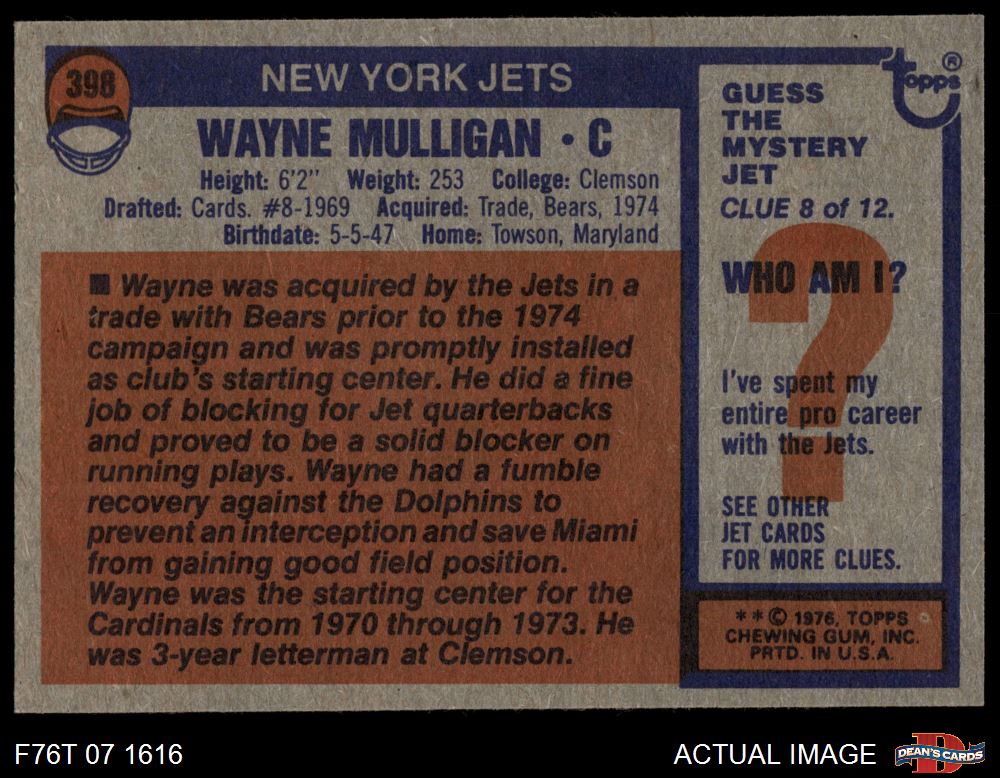 398
NEW YORK JETS
WAYNE MULLIGAN • C
Height: 6'2" Weight: 253 College: Clemson
Drafted: Cards. #8-1969 Acquired: Trade, Bears, 1974
Birthdate: 5-5-47 Home: Towson, Maryland
■ Wayne was acquired by the Jets in a
trade with Bears prior to the 1974
campaign and was promptly installed
as club's starting center. He did a fine
job of blocking for Jet quarterbacks
and proved to be a solid blocker on
running plays. Wayne had a fumble
recovery against the Dolphins to
prevent an interception and save Miami
from gaining good field position.
Wayne was the starting center for the
Cardinals from 1970 through 1973. He
was 3-year letterman at Clemson.
topps®
GUESS
THE
MYSTERY
JET
CLUE 8 of 12.
WHO AM I?
?
I've spent my
entire pro career
with the Jets.
SEE OTHER
JET CARDS
FOR MORE CLUES.
**© 1976, TOPPS
CHEWING GUM, INC.
PRTD. IN U.S.A.
F76T 07 1616
ACTUAL IMAGE
DEAN'S CARDS